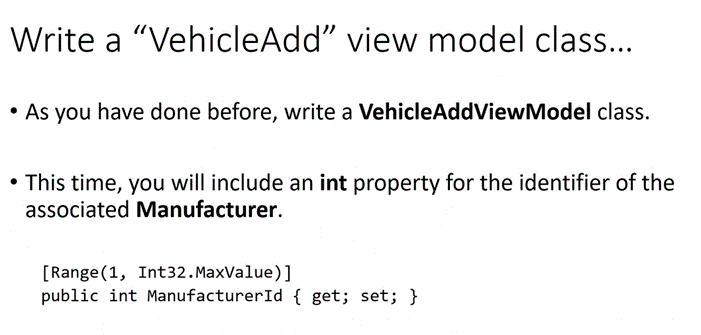 Write a “VehicleAdd” view model class…
• As you have done before, write a VehicleAddViewModel class.
• This time, you will include an int property for the identifier of the
associated Manufacturer.
[Range(1, Int32.MaxValue)]
public int ManufacturerId { get; set; }